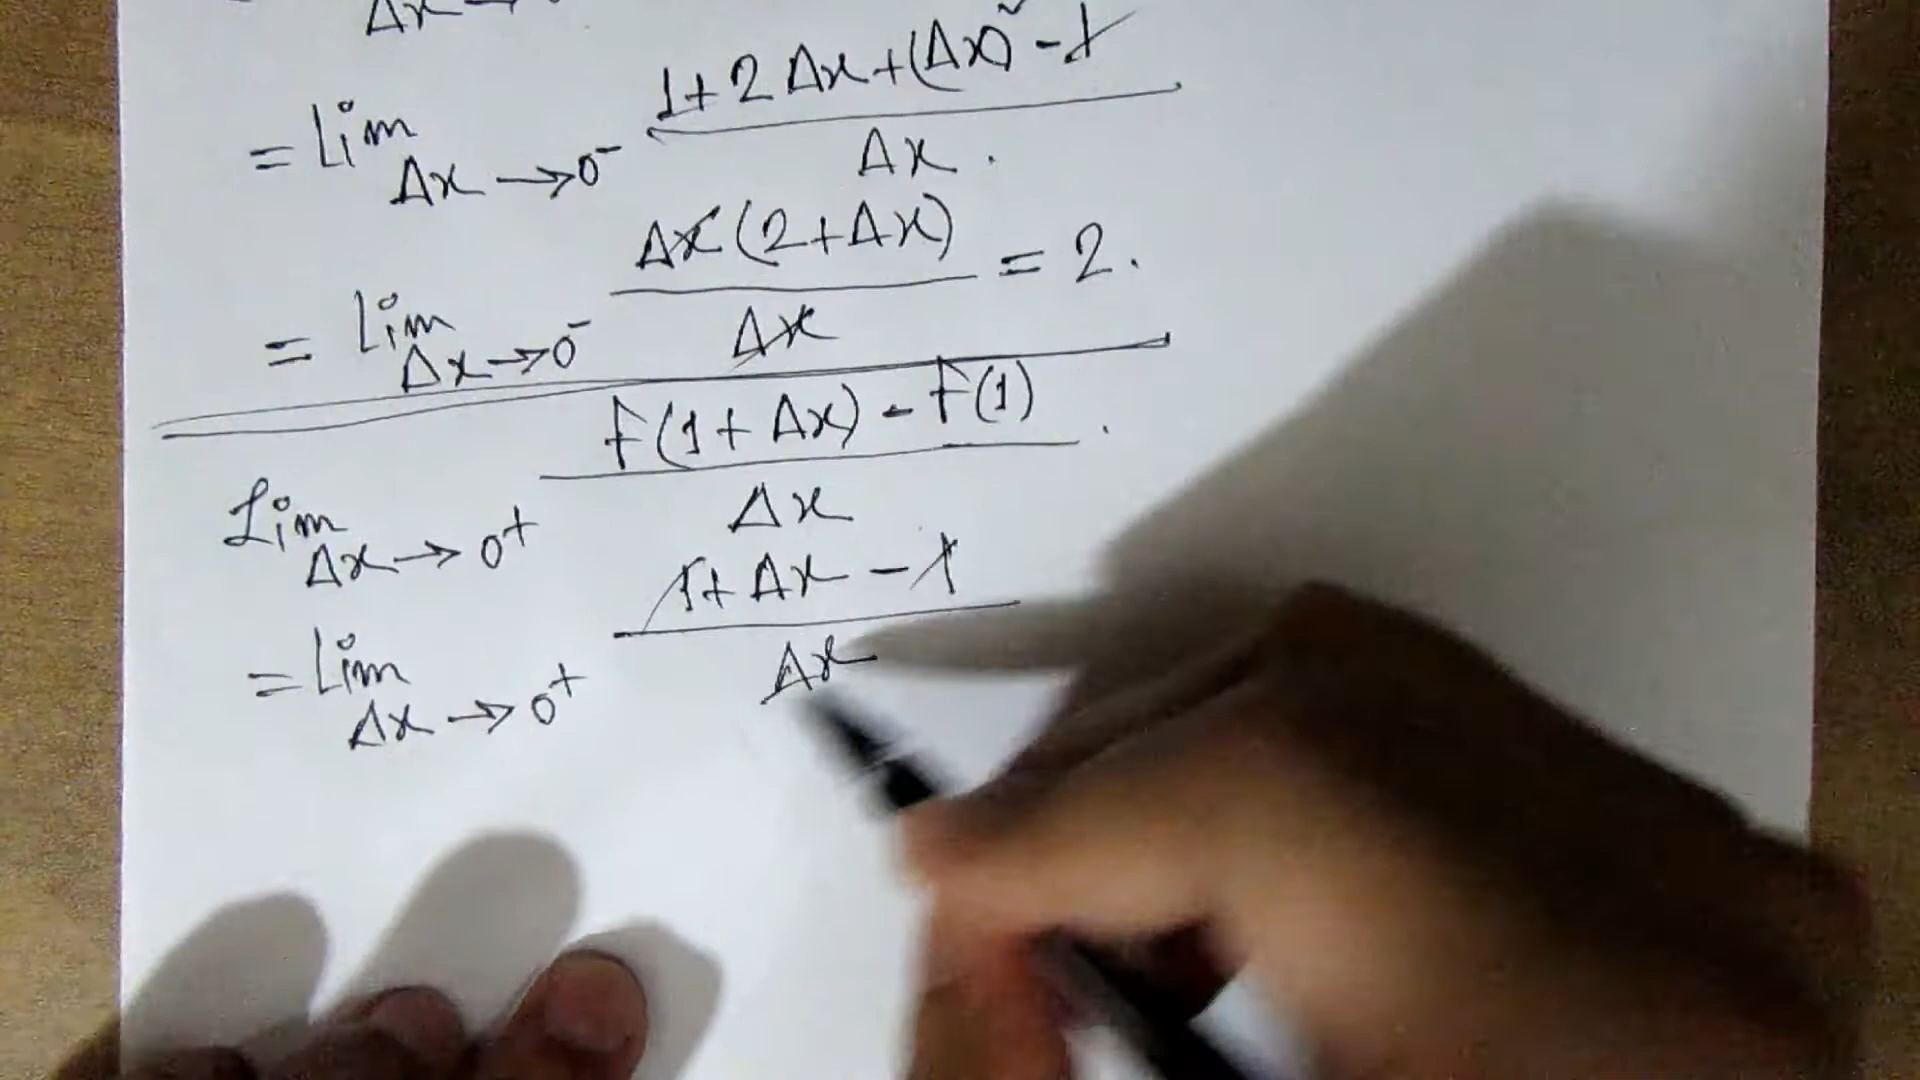 Δx→
= Lim Δx→0⁻ (1+2Δx+(Δx)²-1)/Δx.
= Lim Δx→0⁻ Δx(2+Δx)/Δx = 2.
Lim Δx→0⁺ (f(1+Δx)-f(1))/Δx.
= Lim Δx→0⁺ (1+Δx-1)/Δx